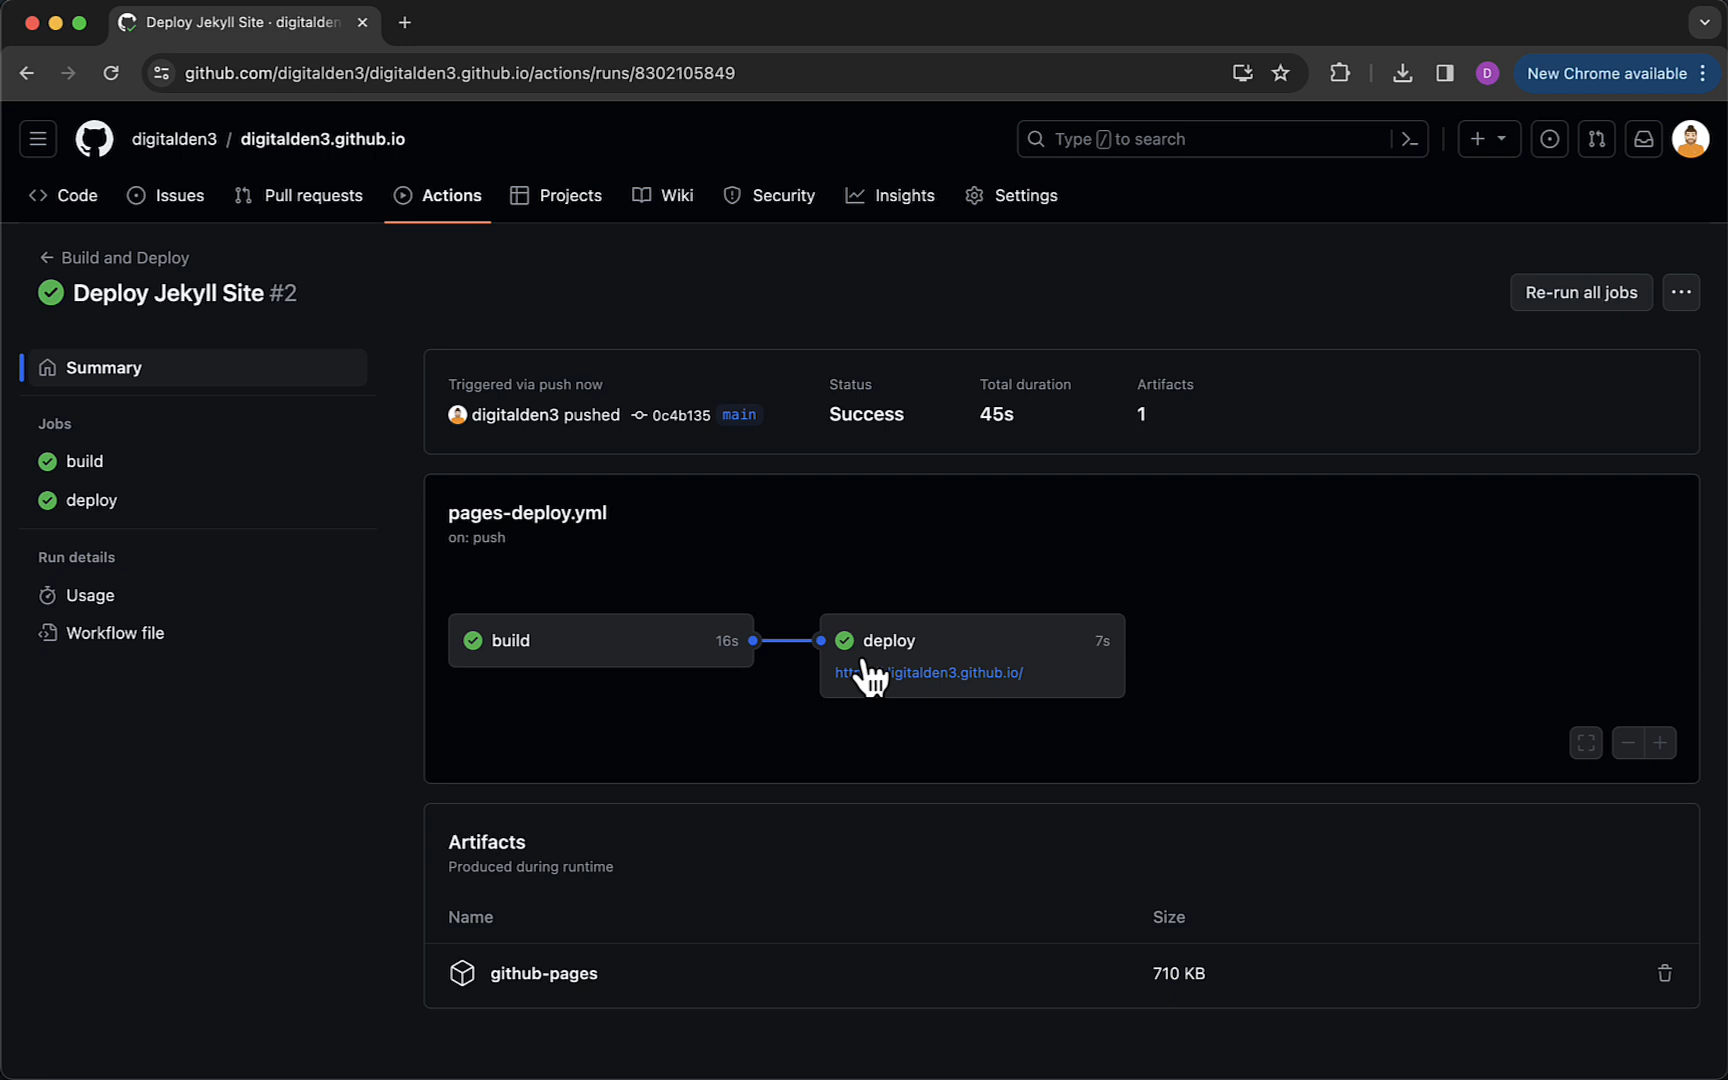 Deploy Jekyll Site · digitalden
github.com/digitalden3/digitalden3.github.io/actions/runs/8302105849
D
New Chrome available
digitalden3 / digitalden3.github.io
Type / to search
Code
Issues
Pull requests
Actions
Projects
Wiki
Security
Insights
Settings
Build and Deploy
Deploy Jekyll Site #2
Re-run all jobs
Summary
Jobs
build
deploy
Run details
Usage
Workflow file
Triggered via push now
digitalden3 pushed 0c4b135 main
Status
Success
Total duration
45s
Artifacts
1
pages-deploy.yml
on: push
build 16s
deploy 7s
igitalden3.github.io/
Artifacts
Produced during runtime
Name Size
github-pages 710 KB